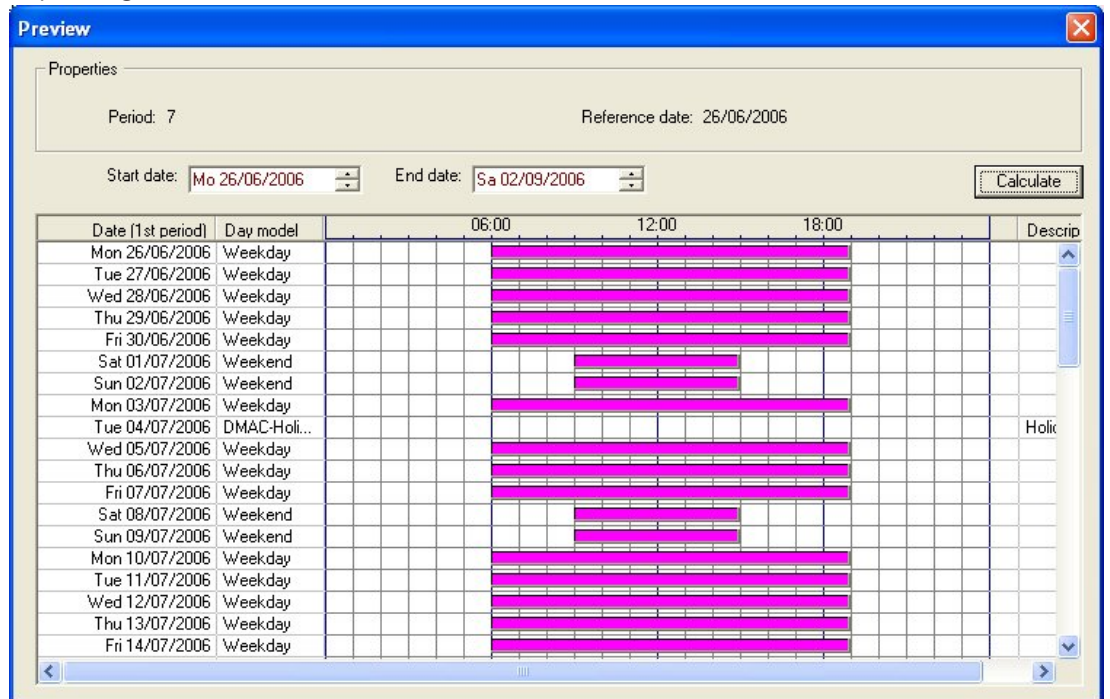 Preview
Properties
Period: 7 Reference date: 26/06/2006
Start date: Mo 26/06/2006 End date: Sa 02/09/2006 Calculate
Date (1st period) Day model 06:00 12:00 18:00 Descrip
Mon 26/06/2006 Weekday
Tue 27/06/2006 Weekday
Wed 28/06/2006 Weekday
Thu 29/06/2006 Weekday
Fri 30/06/2006 Weekday
Sat 01/07/2006 Weekend
Sun 02/07/2006 Weekend
Mon 03/07/2006 Weekday
Tue 04/07/2006 DMAC-Holi... Holic
Wed 05/07/2006 Weekday
Thu 06/07/2006 Weekday
Fri 07/07/2006 Weekday
Sat 08/07/2006 Weekend
Sun 09/07/2006 Weekend
Mon 10/07/2006 Weekday
Tue 11/07/2006 Weekday
Wed 12/07/2006 Weekday
Thu 13/07/2006 Weekday
Fri 14/07/2006 Weekday